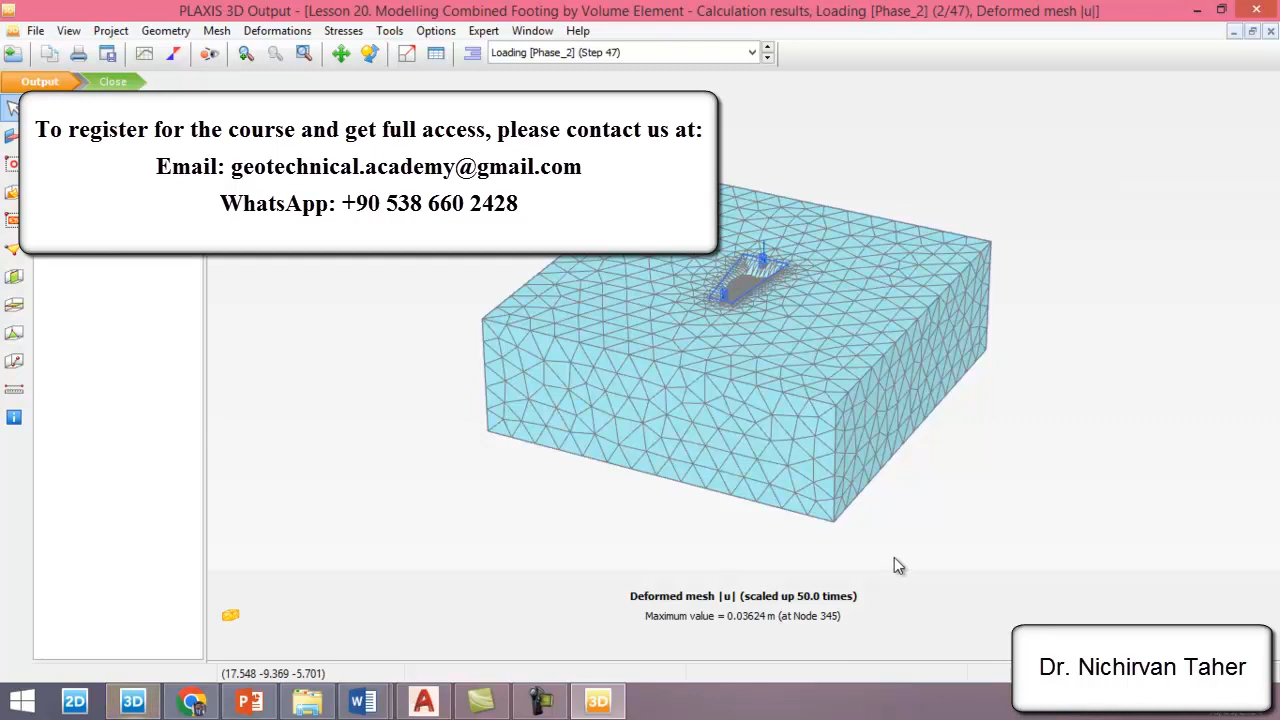 PLAXIS 3D Output - [Lesson 20. Modelling Combined Footing by Volume Element - Calculation results, Loading [Phase_2] (2/47), Deformed mesh |u|]
File View Project Geometry Mesh Deformations Stresses Tools Options Expert Window Help
Loading [Phase_2] (Step 47)
Output Close
To register for the course and get full access, please contact us at:
Email: geotechnical.academy@gmail.com
WhatsApp: +90 538 660 2428
Deformed mesh |u| (scaled up 50.0 times)
Maximum value = 0.03624 m (at Node 345)
Dr. Nichirvan Taher
(17.548 -9.369 -5.701)
2D 3D 3D